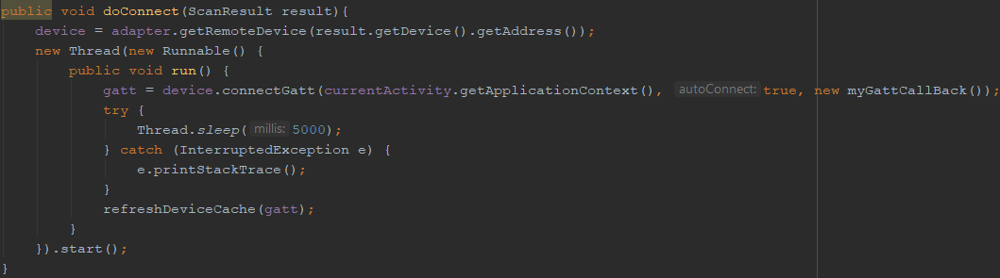 public void doConnect(ScanResult result){
device = adapter.getRemoteDevice(result.getDevice().getAddress());
new Thread(new Runnable() {
public void run() {
gatt = device.connectGatt(currentActivity.getApplicationContext(), autoConnect: true, new myGattCallBack());
try {
Thread.sleep( millis: 5000);
} catch (InterruptedException e) {
e.printStackTrace();
}
refreshDeviceCache(gatt);
}
}).start();
}